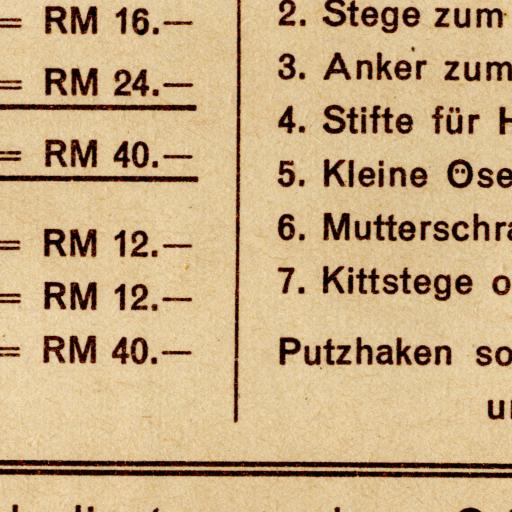 = RM 16.—
= RM 24.—
= RM 40.—
= RM 12.—
= RM 12.—
= RM 40.—
2. Stege zum
3. Anker zum
4. Stifte für
5. Kleine Öse
6. Mutterschra
7. Kittstege o
Putzhaken so